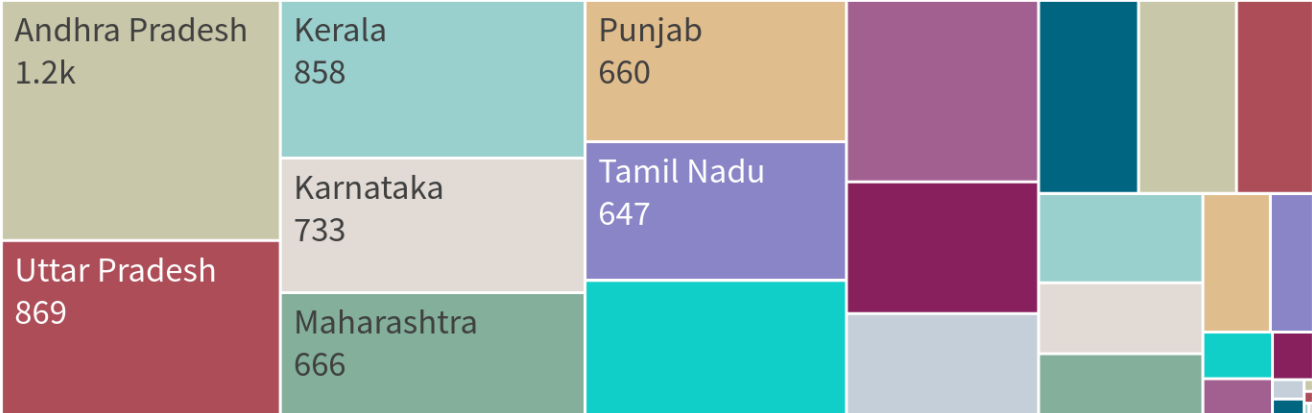 Andhra Pradesh
1.2k
Uttar Pradesh
869
Kerala
858
Karnataka
733
Maharashtra
666
Punjab
660
Tamil Nadu
647